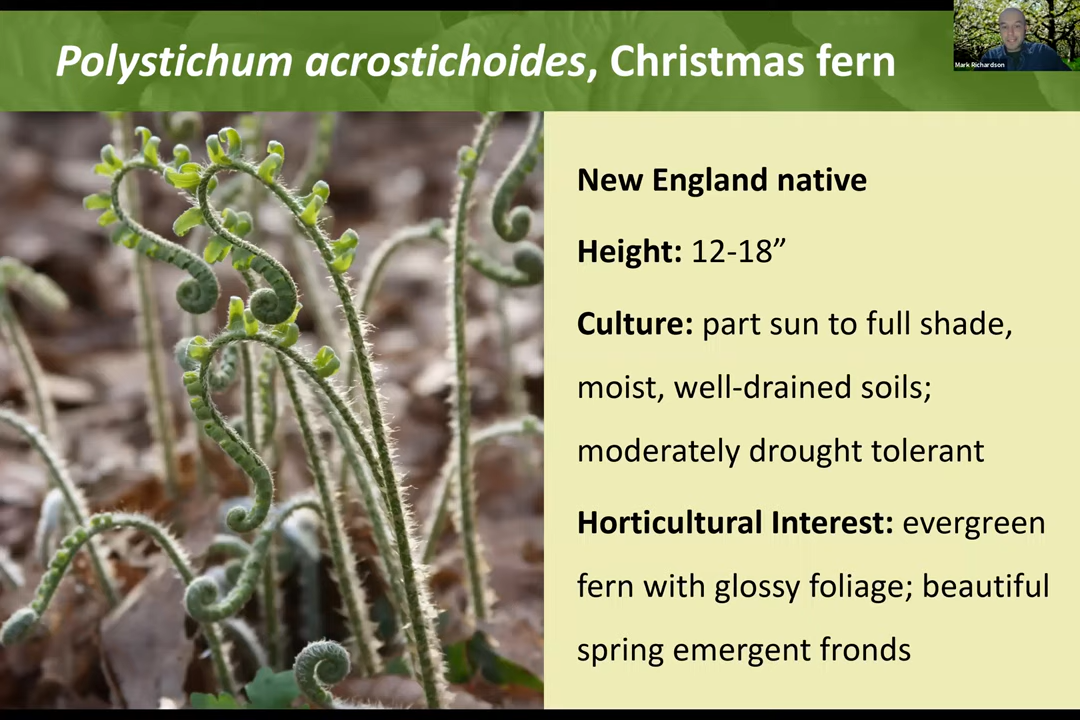 Polystichum acrostichoides, Christmas fern
Mark Richardson
New England native
Height: 12-18”
Culture: part sun to full shade,
moist, well-drained soils;
moderately drought tolerant
Horticultural Interest: evergreen
fern with glossy foliage; beautiful
spring emergent fronds